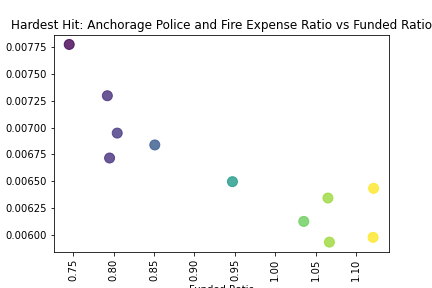 Hardest Hit: Anchorage Police and Fire Expense Ratio vs Funded Ratio
0.00775
0.00750
0.00725
0.00700
0.00675
0.00650
0.00625
0.00600
0.75 0.80 0.85 0.90 0.95 1.00 1.05 1.10
Funded Ratio